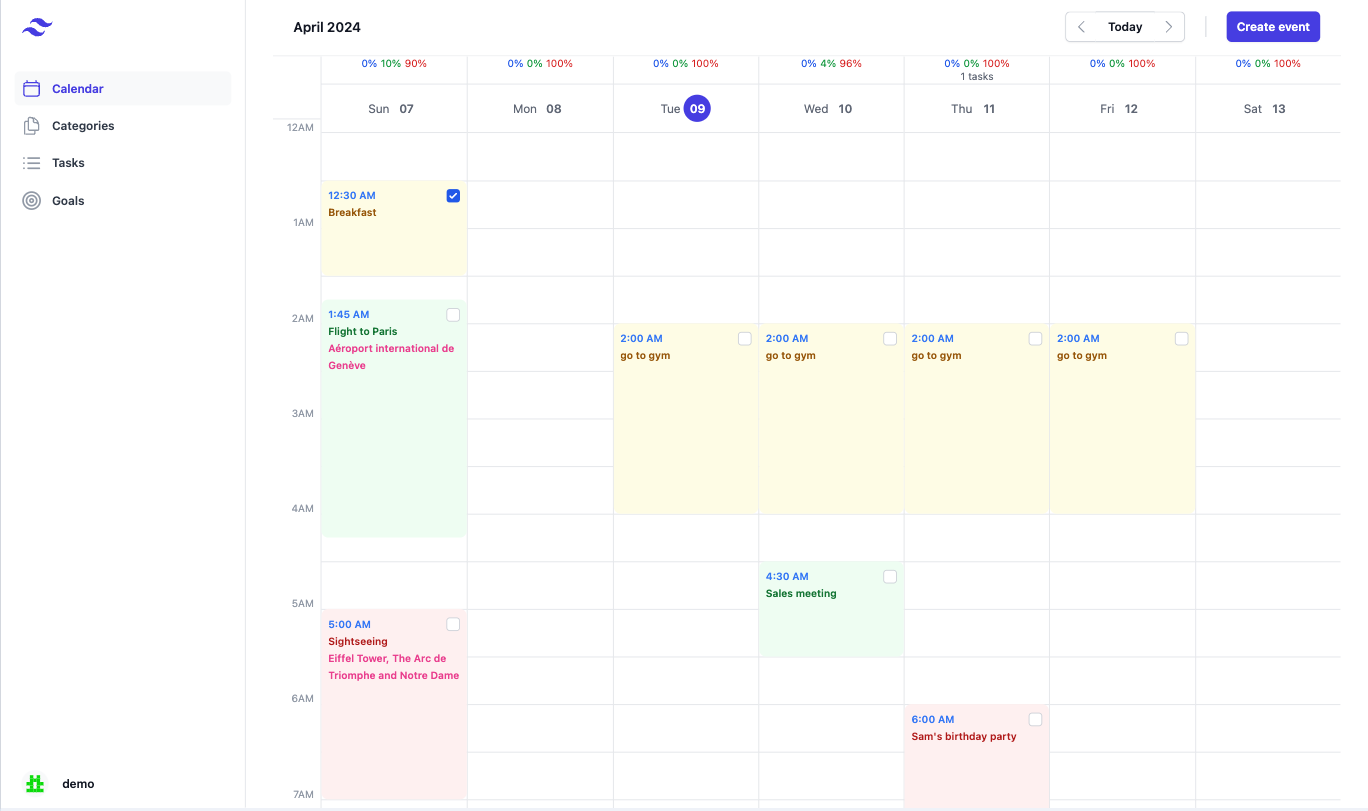 April 2024
Today
Create event
Calendar
Categories
Tasks
Goals
demo
0% 10% 90%
0% 0% 100%
0% 0% 100%
0% 4% 96%
0% 0% 100%
1 tasks
0% 0% 100%
0% 0% 100%
Sun 07
Mon 08
Tue 09
Wed 10
Thu 11
Fri 12
Sat 13
12AM
1AM
2AM
3AM
4AM
5AM
6AM
7AM
12:30 AM
Breakfast
1:45 AM
Flight to Paris
Aéroport international de
Genève
5:00 AM
Sightseeing
Eiffel Tower, The Arc de
Triomphe and Notre Dame
2:00 AM
go to gym
2:00 AM
go to gym
4:30 AM
Sales meeting
2:00 AM
go to gym
6:00 AM
Sam's birthday party
2:00 AM
go to gym